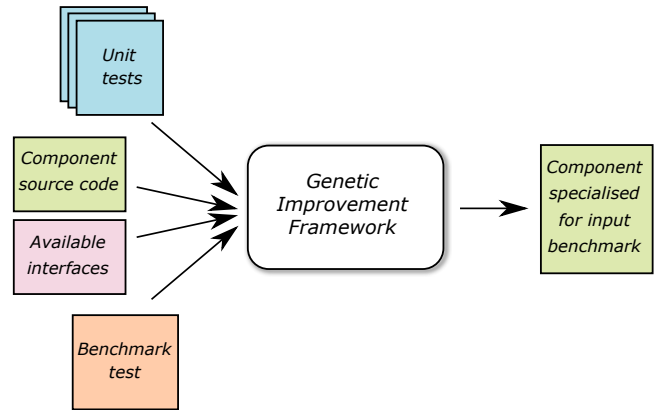 Unit
tests
Component
source code
Available
interfaces
Benchmark
test
Genetic
Improvement
Framework
Component
specialised
for input
benchmark